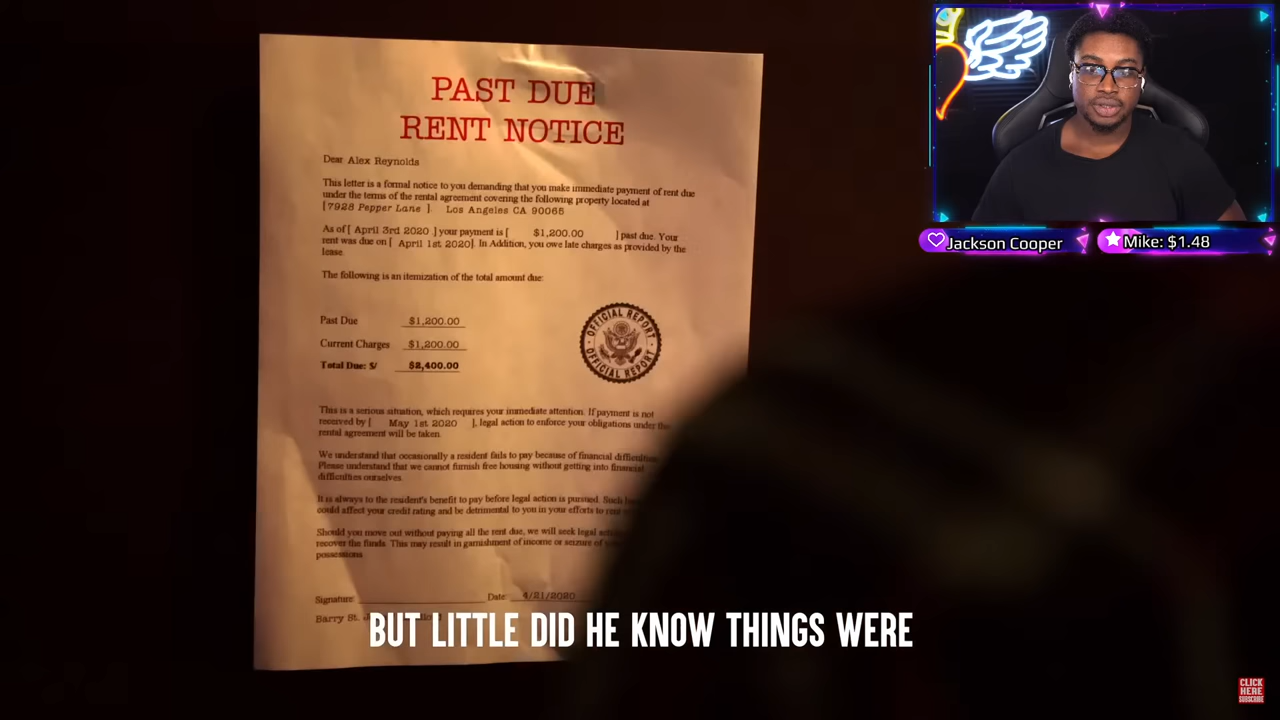 PAST DUE
RENT NOTICE
Dear Alex Reynolds
This letter is a formal notice to you demanding that you make immediate payment of rent due
under the terms of the rental agreement covering the following property located at
[7928 Pepper Lane ]. Los Angeles CA 90065
As of [ April 3rd 2020 ] your payment is [ $1,200.00 ] past due. Your
rent was due on [ April 1st 2020]. In Addition, you owe late charges as provided by the
lease.
The following is an itemization of the total amount due:
Past Due $1,200.00
Current Charges $1,200.00
Total Due: $/ $2,400.00
OFFICIAL REPORT
OFFICIAL REPORT
This is a serious situation, which requires your immediate attention. If payment is not
received by [ May 1st 2020 ], legal action to enforce your obligations under the
rental agreement will be taken.
We understand that occasionally a resident fails to pay because of financial
Please understand that we cannot furnish free housing without getting into financial
difficulties ourselves.
It is always to the resident's benefit to pay before legal action is pursued. Such
could affect your credit rating and be detrimental to you in your efforts to
Should you move out without paying all the rent due, we will seek legal
recover the funds. This may result in garnishment of income or seizure of
possessions.
Signature: Date: 4/21/2020
Barry St.
BUT LITTLE DID HE KNOW THINGS WERE
Jackson Cooper
Mike: $1.48
CLICK
HERE
SUBSCRIBE